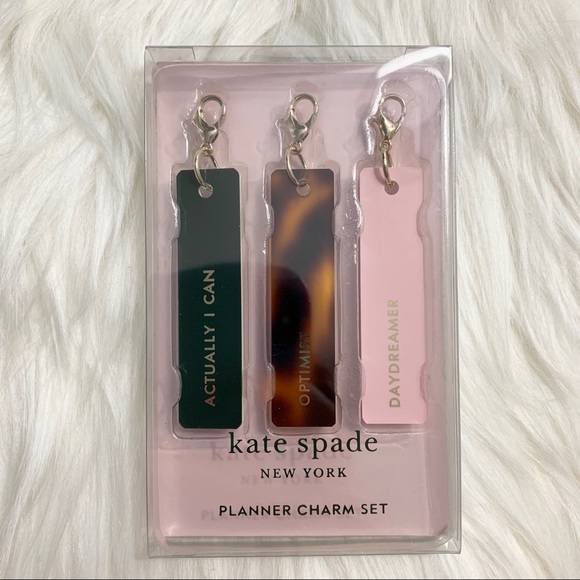 ACTUALLY I CAN
OPTIMIST
DAYDREAMER
kate spade
NEW YORK
PLANNER CHARM SET